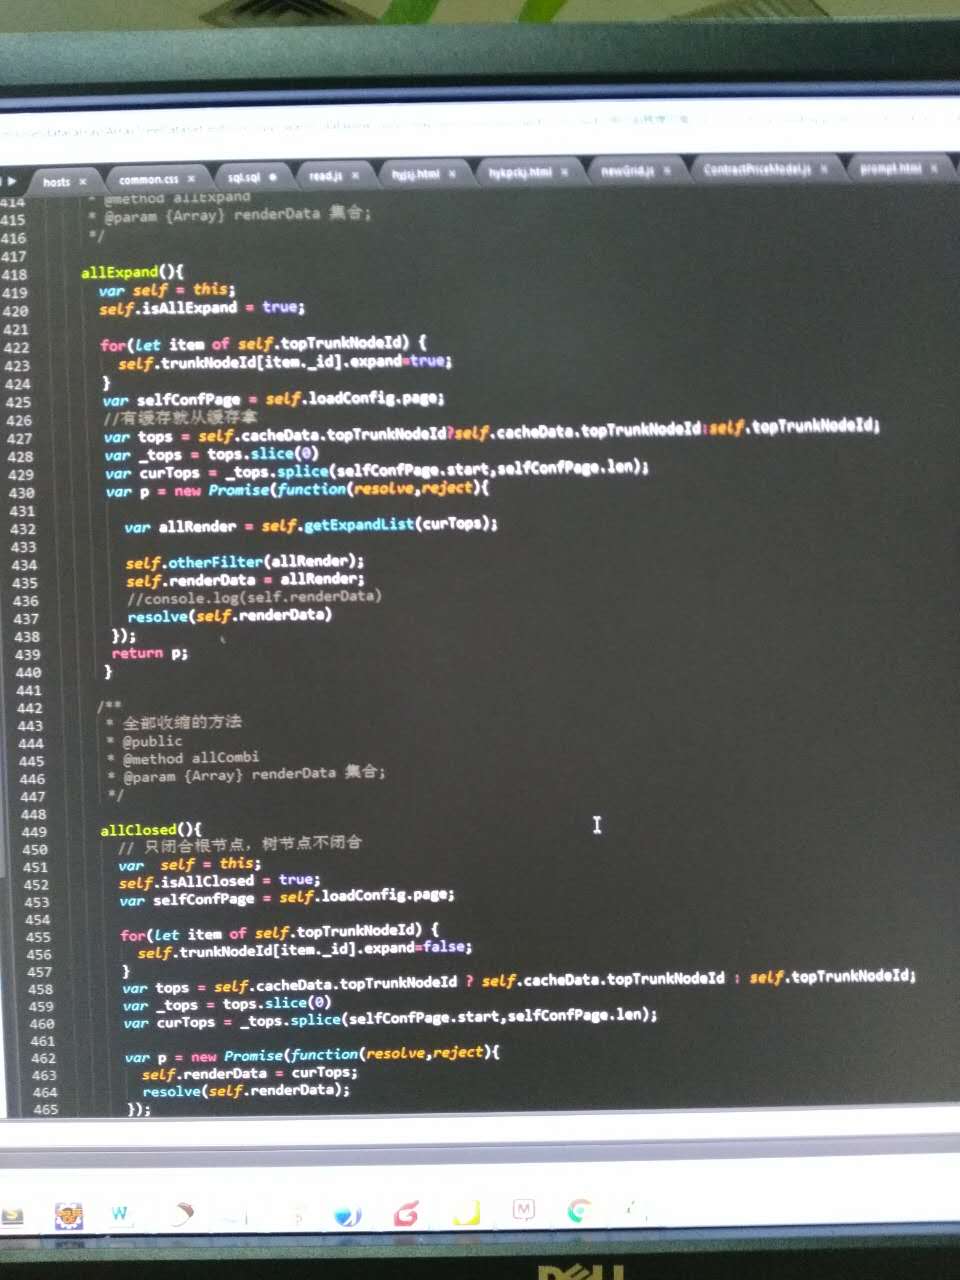 hosts × common.css × sql.sql read.js × hyjsj.html × hykpckj.html × newGrid.js × ContractPriceModel.js × prompt.html ×
414 * @method allExpand
415 * @param {Array} renderData 集合;
416 */
417
418 allExpand(){
419 var self = this;
420 self.isAllExpand = true;
421
422 for(let item of self.topTrunkNodeId) {
423 self.trunkNodeId[item._id].expand=true;
424 }
425 var selfConfPage = self.loadConfig.page;
426 //有缓存就从缓存拿
427 var tops = self.cacheData.topTrunkNodeId?self.cacheData.topTrunkNodeId:self.topTrunkNodeId;
428 var _tops = tops.slice(0)
429 var curTops = _tops.splice(selfConfPage.start,selfConfPage.len);
430 var p = new Promise(function(resolve,reject){
431
432 var allRender = self.getExpandList(curTops);
433
434 self.otherFilter(allRender);
435 self.renderData = allRender;
436 //console.log(self.renderData)
437 resolve(self.renderData)
438 });
439 return p;
440 }
441
442 /**
443 * 全部收缩的方法
444 * @public
445 * @method allCombi
446 * @param {Array} renderData 集合;
447 */
448
449 allClosed(){
450 // 只闭合根节点，树节点不闭合
451 var self = this;
452 self.isAllClosed = true;
453 var selfConfPage = self.loadConfig.page;
454
455 for(let item of self.topTrunkNodeId) {
456 self.trunkNodeId[item._id].expand=false;
457 }
458 var tops = self.cacheData.topTrunkNodeId ? self.cacheData.topTrunkNodeId : self.topTrunkNodeId;
459 var _tops = tops.slice(0)
460 var curTops = _tops.splice(selfConfPage.start,selfConfPage.len);
461
462 var p = new Promise(function(resolve,reject){
463 self.renderData = curTops;
464 resolve(self.renderData);
465 });
DELL